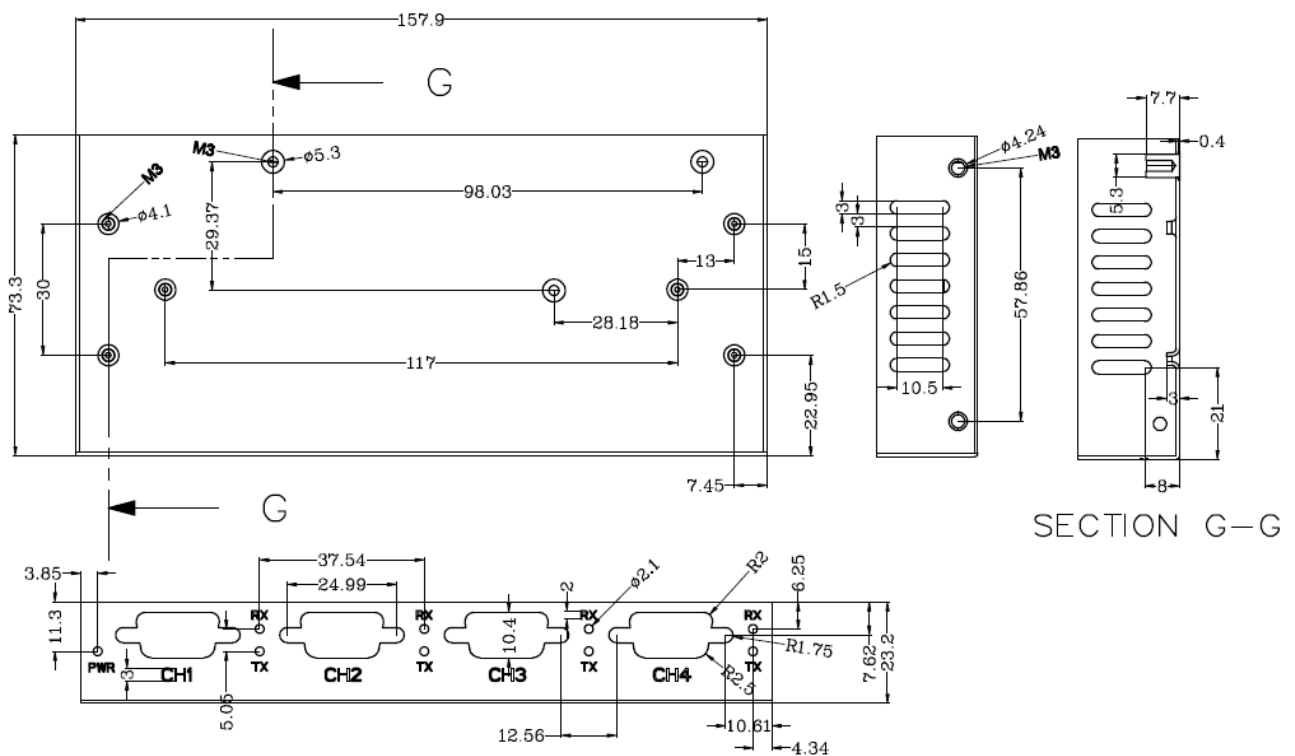 157.9
G
7.7
M3
ø5.3
ø4.24
M3
0.4
M3
98.03
5.3
ø4.1
29.37
3
3
13
15
73.3
30
R1.5
57.86
28.18
117
10.5
22.95
3
21
7.45
8
G
SECTION G-G
3.85
37.54
24.99
2
ø2.1
R2
6.25
11.3
RX
RX
RX
RX
10.4
R1.75
7.62
23.2
PWR
TX
TX
TX
TX
3
CH1
CH2
CH3
CH4
R2.5
5.05
12.56
10.61
4.34